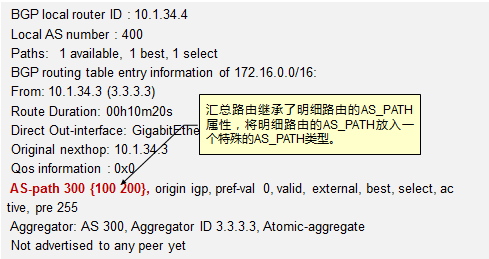 BGP local router ID : 10.1.34.4
Local AS number : 400
Paths: 1 available, 1 best, 1 select
BGP routing table entry information of 172.16.0.0/16:
From: 10.1.34.3 (3.3.3.3)
Route Duration: 00h10m20s
Direct Out-interface: GigabitEthe
Original nexthop: 10.1.34.3
Qos information : 0x0
汇总路由继承了明细路由的AS_PATH
属性，将明细路由的AS_PATH放入一
个特殊的AS_PATH类型。
AS-path 300 {100 200}, origin igp, pref-val 0, valid, external, best, select, ac
tive, pre 255
Aggregator: AS 300, Aggregator ID 3.3.3.3, Atomic-aggregate
Not advertised to any peer yet